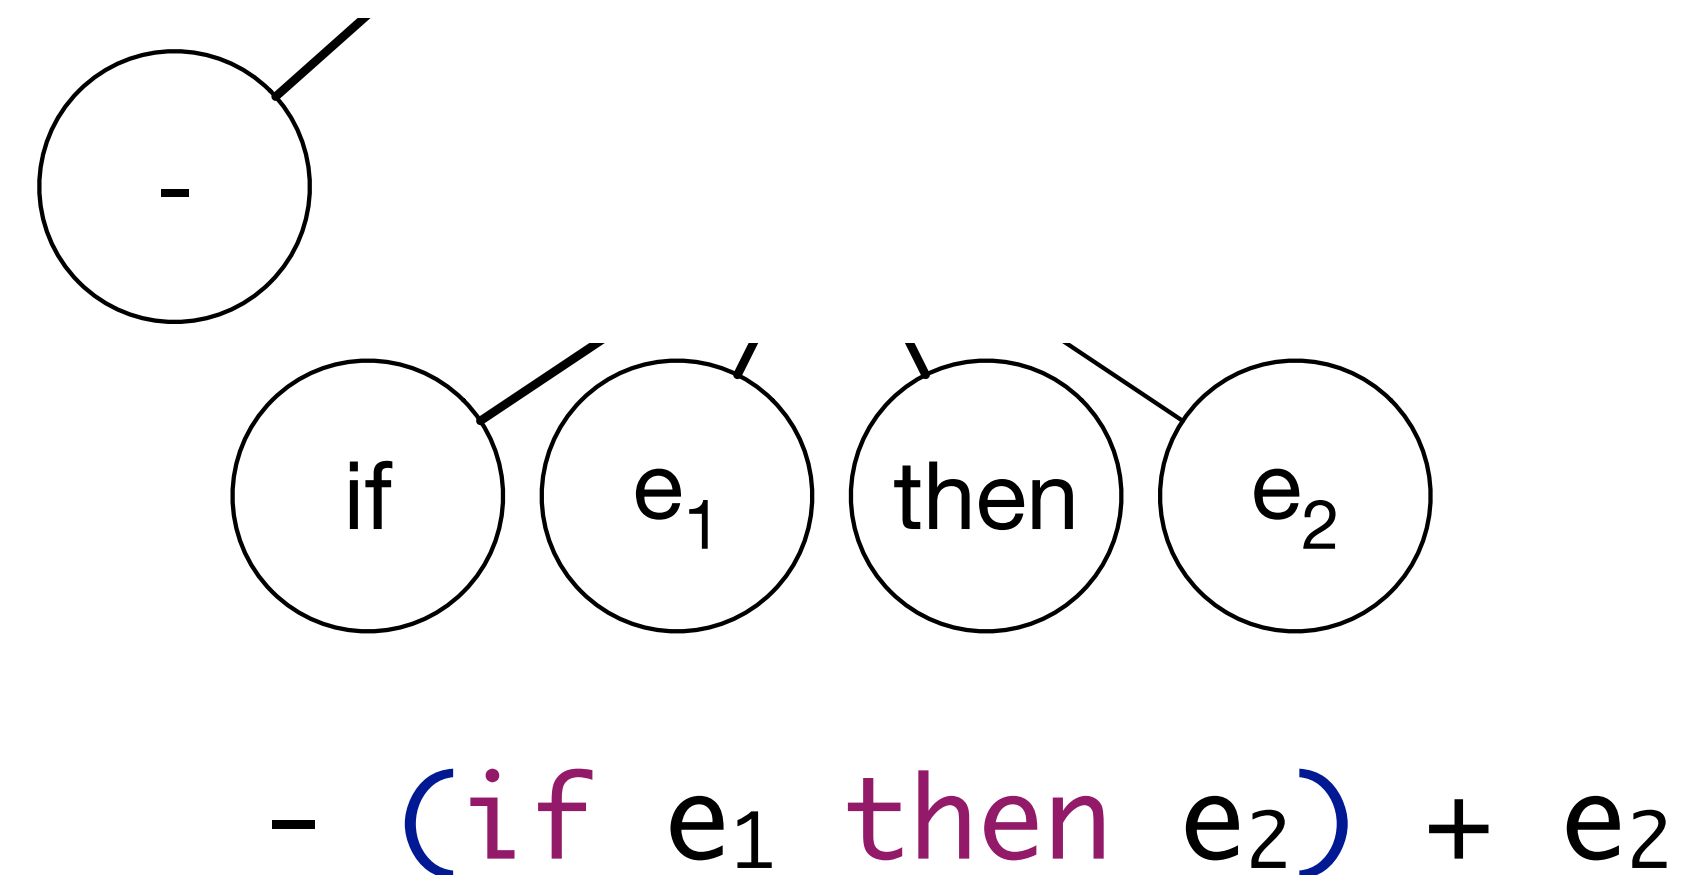 -
if e₁ then e₂
- (if e₁ then e₂) + e₂